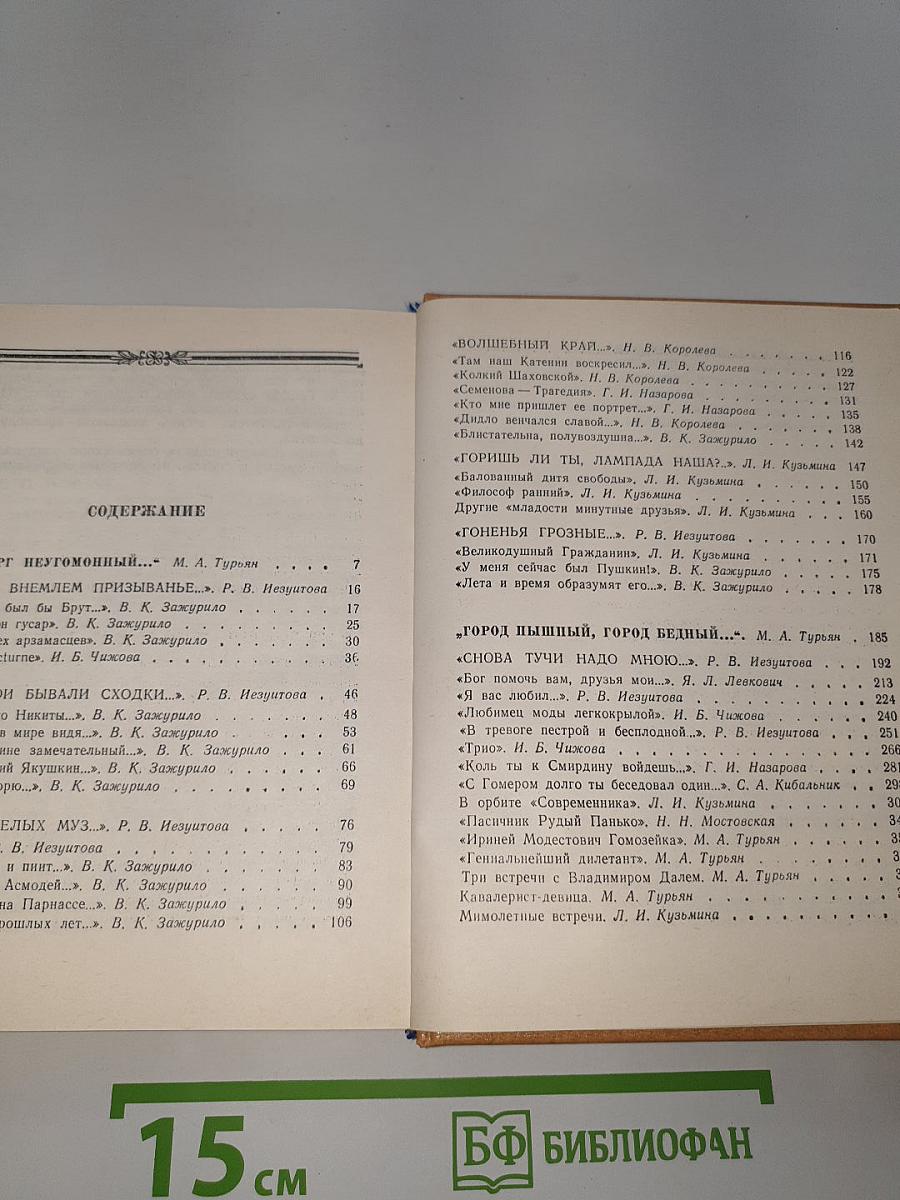 СОДЕРЖАНИЕ
РГ НЕУГОМОННЫЙ...“ М. А. Турьян . . . . 7
ВНЕМЛЕМ ПРИЗЫВАНЬЕ...». Р. В. Иезуитова 16
был бы Брут...». В. К. Зажурило . . . . . . 17
он гусар». В. К. Зажурило . . . . . . . . 25
ех арзамасцев». В. К. Зажурило . . . . . . 30
cturne». И. Б. Чижова . . . . . . . . . . 36
ОИ БЫВАЛИ СХОДКИ...». Р. В. Иезуитова . 46
о Никиты...». В. К. Зажурило . . . . . . . 48
в мире видя...». В. К. Зажурило . . . . . . 53
ине замечательный...». В. К. Зажурило . . . 61
ий Якушкин...». В. К. Зажурило . . . . . . 66
орю...», В. К. Зажурило . . . . . . . . . 69
ЕЛЫХ МУЗ...». Р. В. Иезуитова . . . . . 76
В. Иезуитова . . . . . . . . . . . . 79
и пинт...». В. К. Зажурило . . . . . . . 83
Асмодей...». В. К. Зажурило . . . . . . 90
на Парнассе...». В. К. Зажурило . . . . . 99
рошлых лет...». В. К. Зажурило . . . . . 106
«ВОЛШЕБНЫЙ КРАЙ...». Н. В. Королева . . . . . . . 116
«Там наш Катенин воскресил...». Н. В. Королева . . . . . 122
«Колкий Шаховской». Н. В. Королева . . . . . . . . . 127
«Семенова — Трагедия». Г. И. Назарова . . . . . . . . 131
«Кто мне пришлет ее портрет...». Г. И. Назарова . . . . . 135
«Дидло венчался славой...». Н. В. Королева . . . . . . . 138
«Блистательна, полувоздушна...». В. К. Зажурило . . . . . 142
«ГОРИШЬ ЛИ ТЫ, ЛАМПАДА НАША?..». Л. И. Кузьмина 147
«Балованный дитя свободы». Л. И. Кузьмина . . . . . . 150
«Философ ранний». Л. И. Кузьмина . . . . . . . . . 155
Другие «младости минутные друзья». Л. И. Кузьмина . . . 160
«ГОНЕНЬЯ ГРОЗНЫЕ...». Р. В. Иезуитова . . . . . . . 170
«Великодушный Гражданин». Л. И. Кузьмина . . . . . . 171
«У меня сейчас был Пушкин!». В. К. Зажурило . . . . . 175
«Лета и время образумят его...». В. К. Зажурило . . . . . 178
„ГОРОД ПЫШНЫЙ, ГОРОД БЕДНЫЙ...“. М. А. Турьян . 185
«СНОВА ТУЧИ НАДО МНОЮ...». Р. В. Иезуитова . . . 192
«Бог помочь вам, друзья мои...». Я. Л. Левкович . . . . . 213
«Я вас любил...». Р. В. Иезуитова . . . . . . . . . . 224
«Любимец моды легкокрылой». И. Б. Чижова . . . . . . 240
«В тревоге пестрой и бесплодной...». Р. В. Иезуитова . . . 251
«Трио». И. Б. Чижова . . . . . . . . . . . . . 266
«Коль ты к Смирдину войдешь...». Г. И. Назарова . . . . 281
«С Гомером долго ты беседовал один...». С. А. Кибальник . . 29
В орбите «Современника». Л. И. Кузьмина . . . . . . . 30
«Пасичник Рудый Панько». Н. Н. Мостовская . . . . . . 34
«Ириней Модестович Гомозейка». М. А. Турьян . . . . . 35
«Гениальнейший дилетант». М. А. Турьян . . . . . . . 3
Три встречи с Владимиром Далем. М. А. Турьян . . . . .
Кавалерист-девица. М. А. Турьян . . . . . . . . . .
Мимолетные встречи. Л. И. Кузьмина . . . . . . . . .
15 см
БФ БИБЛИОФАН